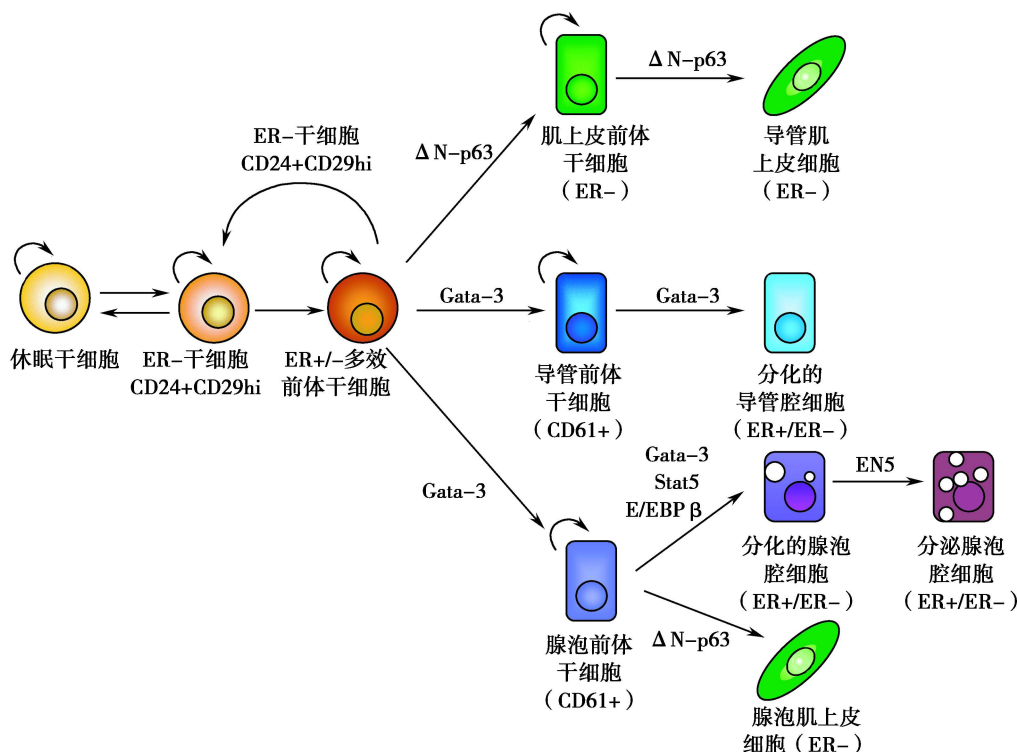 Δ N-p63
肌上皮前体
干细胞
（ER-）
导管肌
上皮细胞
（ER-）
ER-干细胞
CD24+CD29hi
Δ N-p63
休眠干细胞
ER-干细胞
CD24+CD29hi
ER+/-多效
前体干细胞
Gata-3
Gata-3
导管前体
干细胞
（CD61+）
分化的
导管腔细胞
（ER+/ER-）
Gata-3
Gata-3
Stat5
E/EBP β
EN5
分化的腺泡
腔细胞
（ER+/ER-）
分泌腺泡
腔细胞
（ER+/ER-）
腺泡前体
干细胞
（CD61+）
Δ N-p63
腺泡肌上皮
细胞（ER-）